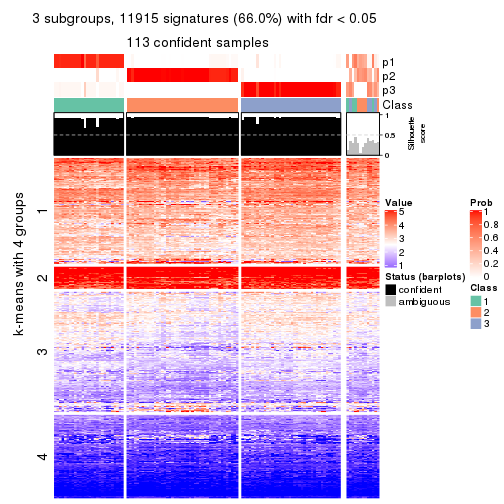 3 subgroups, 11915 signatures (66.0%) with fdr < 0.05
113 confident samples
p1
p2
p3
Class
1
0.5
0
Silhouette
score
k-means with 4 groups
1
2
3
4
Value
5
4
3
2
1
Status (barplots)
confident
ambiguous
Prob
1
0.8
0.6
0.4
0.2
0
Class
1
2
3